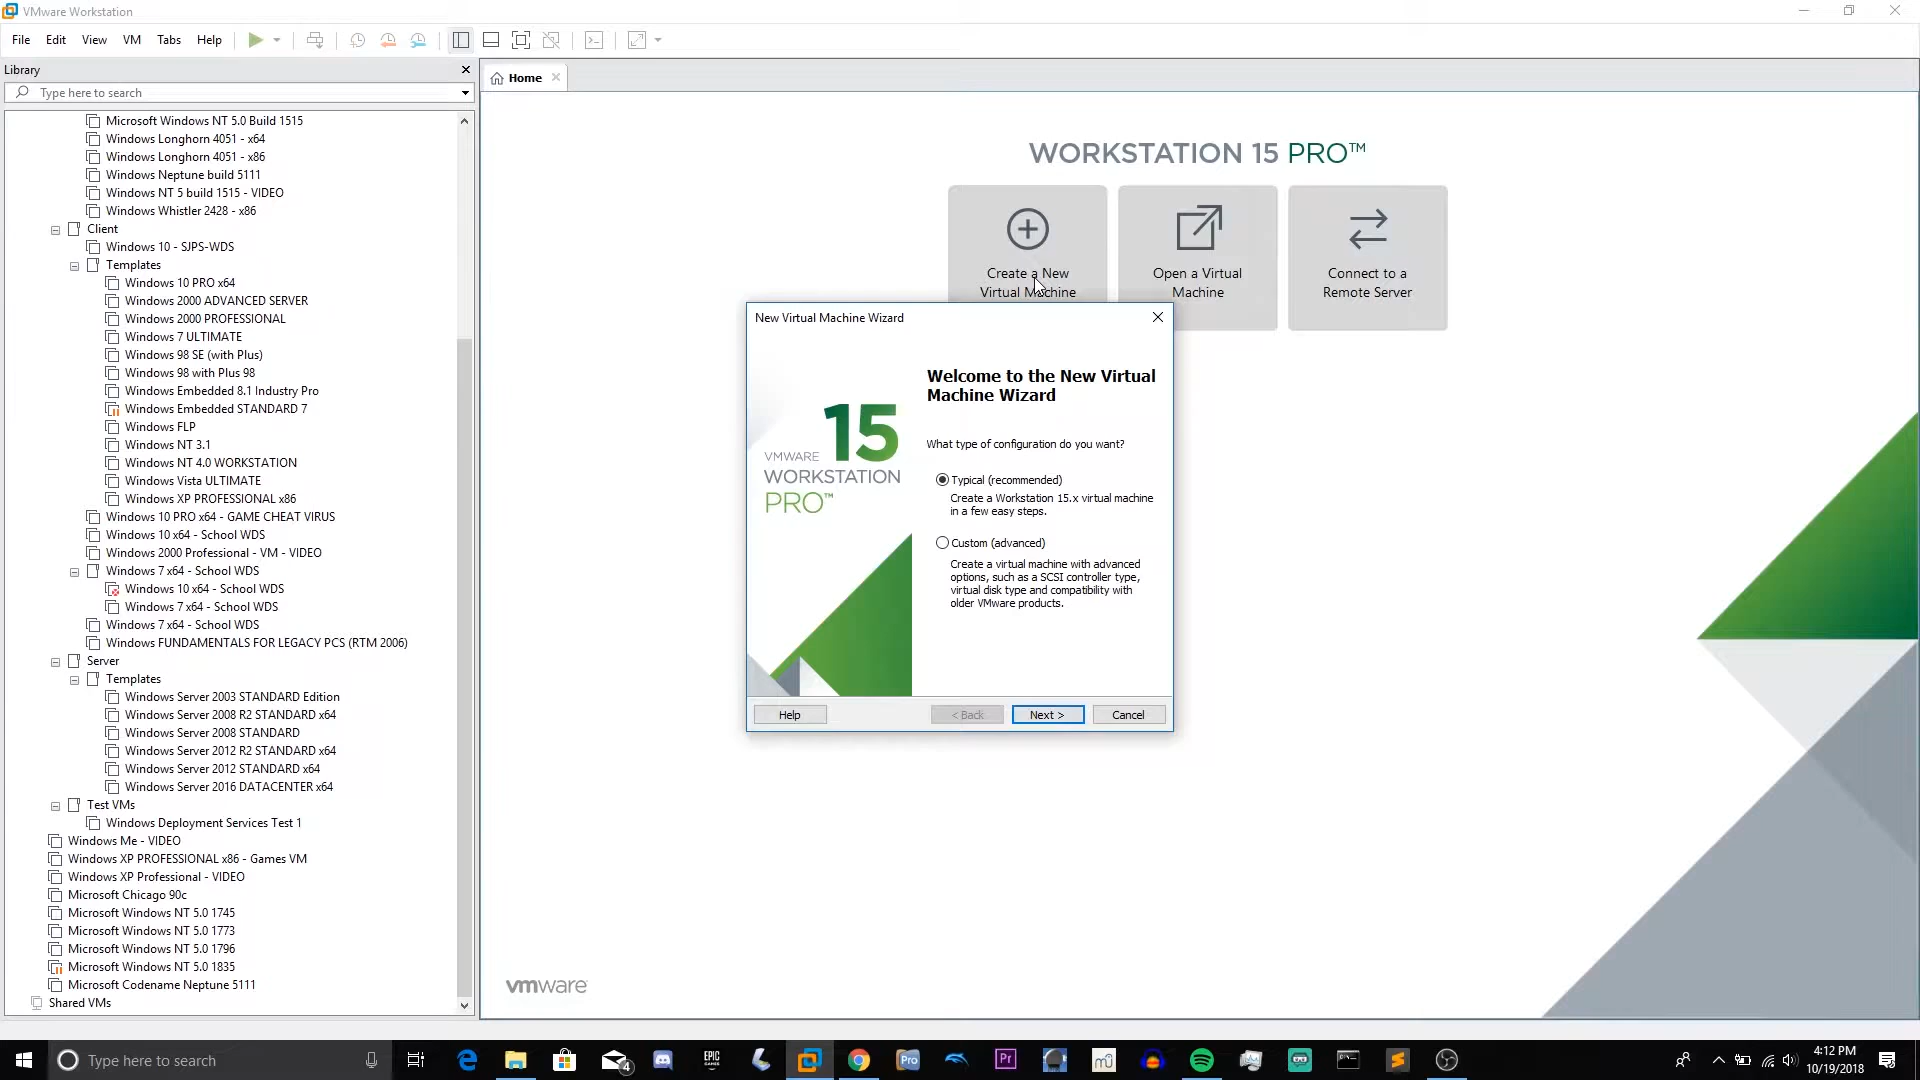 VMware Workstation
File Edit View VM Tabs Help
Library
Type here to search
Home
Microsoft Windows NT 5.0 Build 1515
Windows Longhorn 4051 - x64
Windows Longhorn 4051 - x86
Windows Neptune build 5111
Windows NT 5 build 1515 - VIDEO
Windows Whistler 2428 - x86
Client
Windows 10 - SJPS-WDS
Templates
Windows 10 PRO x64
Windows 2000 ADVANCED SERVER
Windows 2000 PROFESSIONAL
Windows 7 ULTIMATE
Windows 98 SE (with Plus)
Windows 98 with Plus 98
Windows Embedded 8.1 Industry Pro
Windows Embedded STANDARD 7
Windows FLP
Windows NT 3.1
Windows NT 4.0 WORKSTATION
Windows Vista ULTIMATE
Windows XP PROFESSIONAL x86
Windows 10 PRO x64 - GAME CHEAT VIRUS
Windows 10 x64 - School WDS
Windows 2000 Professional - VM - VIDEO
Windows 7 x64 - School WDS
Windows 10 x64 - School WDS
Windows 7 x64 - School WDS
Windows 7 x64 - School WDS
Windows FUNDAMENTALS FOR LEGACY PCS (RTM 2006)
Server
Templates
Windows Server 2003 STANDARD Edition
Windows Server 2008 R2 STANDARD x64
Windows Server 2008 STANDARD
Windows Server 2012 R2 STANDARD x64
Windows Server 2012 STANDARD x64
Windows Server 2016 DATACENTER x64
Test VMs
Windows Deployment Services Test 1
Windows Me - VIDEO
Windows XP PROFESSIONAL x86 - Games VM
Windows XP Professional - VIDEO
Microsoft Chicago 90c
Microsoft Windows NT 5.0 1745
Microsoft Windows NT 5.0 1773
Microsoft Windows NT 5.0 1796
Microsoft Windows NT 5.0 1835
Microsoft Codename Neptune 5111
Shared VMs
WORKSTATION 15 PRO™
Create a New
Virtual Machine
Open a Virtual
Machine
Connect to a
Remote Server
New Virtual Machine Wizard
15
VMWARE
WORKSTATION
PRO™
Welcome to the New Virtual
Machine Wizard
What type of configuration do you want?
Typical (recommended)
Create a Workstation 15.x virtual machine
in a few easy steps.
Custom (advanced)
Create a virtual machine with advanced
options, such as a SCSI controller type,
virtual disk type and compatibility with
older VMware products.
Help < Back Next > Cancel
vmware
Type here to search
4
EPIC
GAMES
Pro
Pr
mi
4:12 PM
10/19/2018